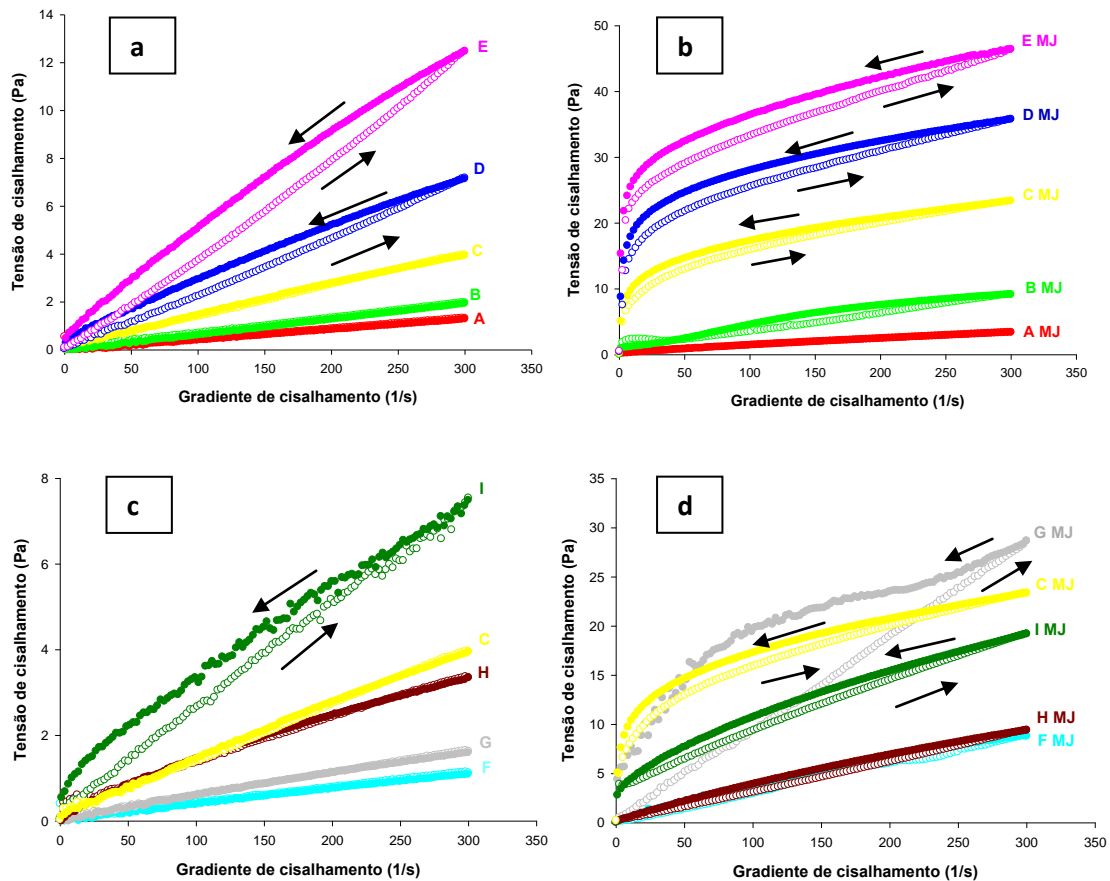 a
Tensão de cisalhamento (Pa)
14
12
10
8
6
4
2
0
0 50 100 150 200 250 300 350
Gradiente de cisalhamento (1/s)
E
D
C
B
A
b
Tensão de cisalhamento (Pa)
50
40
30
20
10
0
0 50 100 150 200 250 300 350
Gradiente de cisalhamento (1/s)
E MJ
D MJ
C MJ
B MJ
A MJ
c
Tensão de cisalhamento (Pa)
8
6
4
2
0
0 50 100 150 200 250 300 350
Gradiente de cisalhamento (1/s)
I
C
H
G
F
d
Tensão de cisalhamento (Pa)
35
30
25
20
15
10
5
0
0 50 100 150 200 250 300 350
Gradiente de cisalhamento (1/s)
G MJ
C MJ
I MJ
H MJ
F MJ